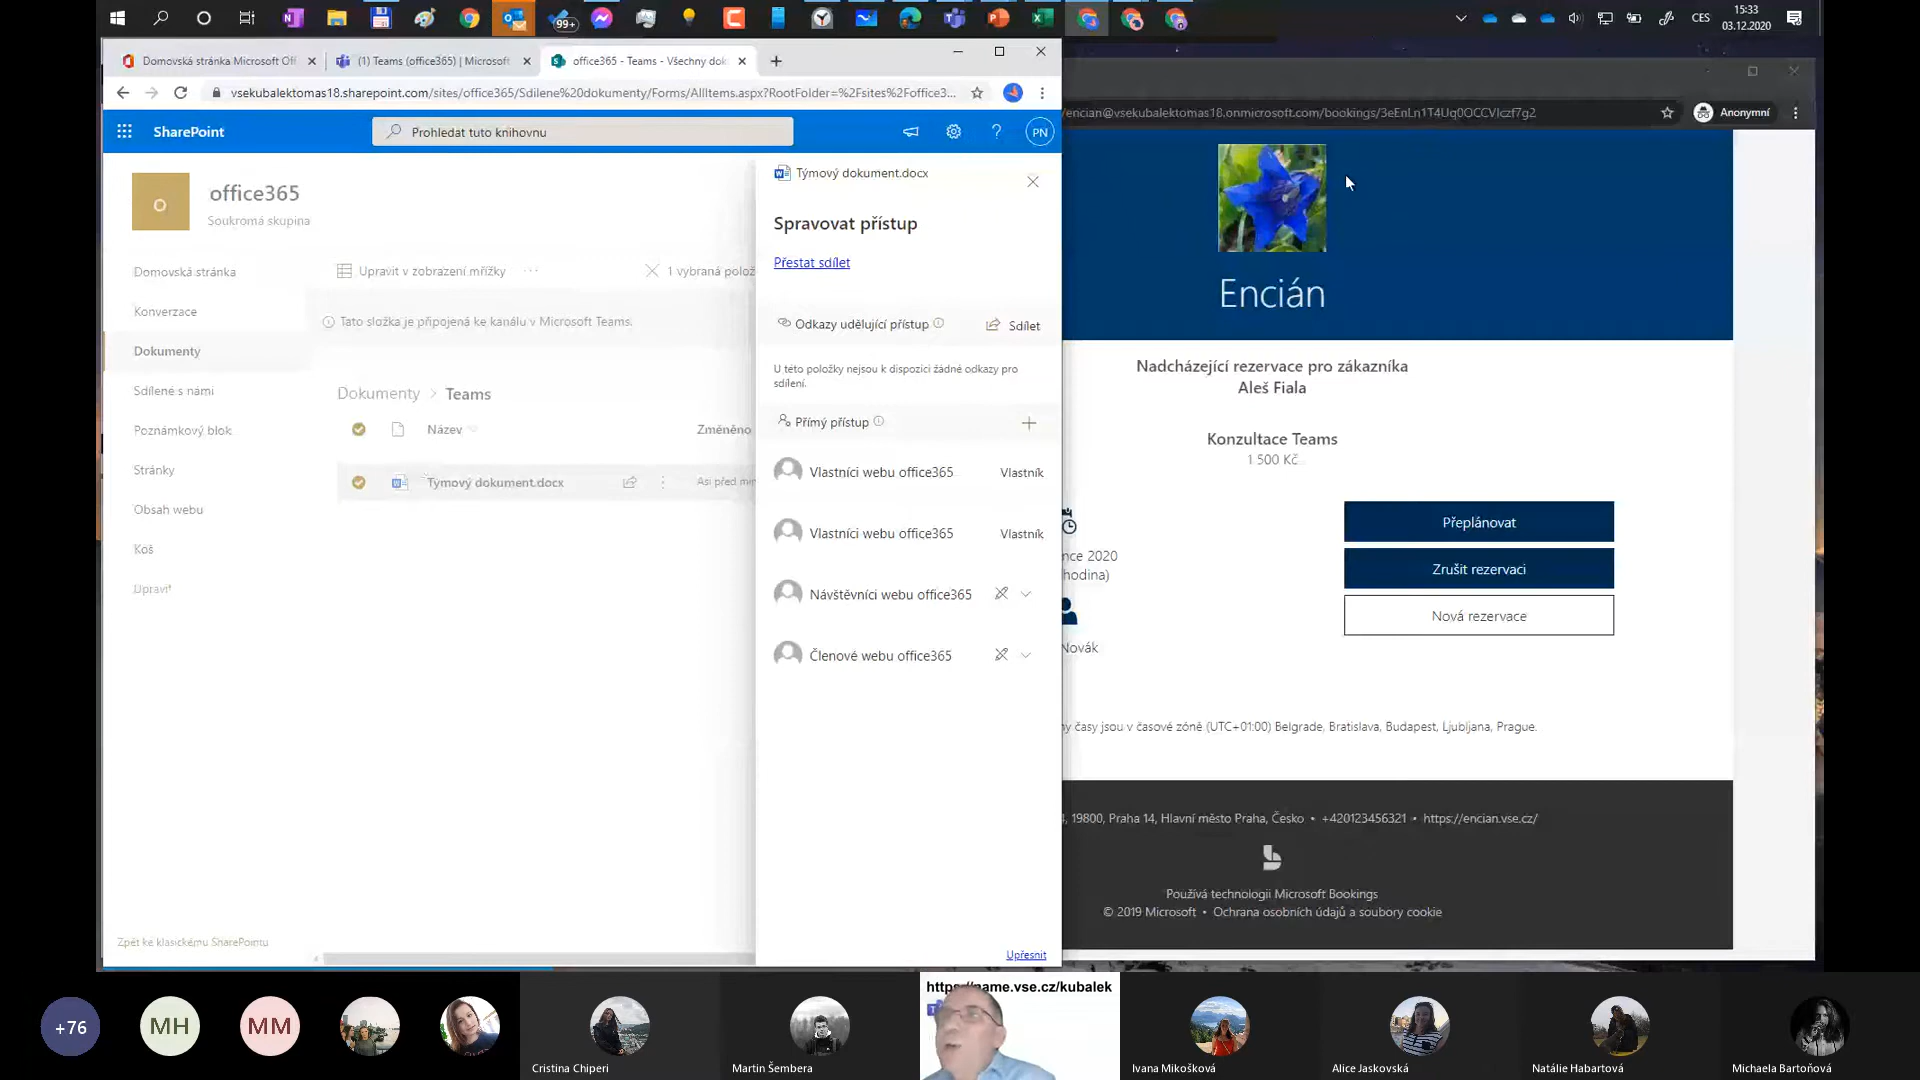 99+
CES
15:33
03.12.2020
Domovská stránka Microsoft Off
(1) Teams (office365) | Microsoft
office365 - Teams - Všechny dok
vsekubalektomas18.sharepoint.com/sites/office365/Sdilene%20dokumenty/Forms/AllItems.aspx?RootFolder=%2Fsites%2Foffice3...
SharePoint
Prohledat tuto knihovnu
PN
o
office365
Soukromá skupina
Domovská stránka
Konverzace
Dokumenty
Sdílené s námi
Poznámkový blok
Stránky
Obsah webu
Koš
Upravit
Zpět ke klasickému SharePointu
Upravit v zobrazení mřížky
1 vybraná polož
Tato složka je připojená ke kanálu v Microsoft Teams.
Dokumenty > Teams
Název
Změněno
Týmový dokument.docx
Asi před min
Týmový dokument.docx
Spravovat přístup
Přestat sdílet
Odkazy udělující přístup
Sdílet
U této položky nejsou k dispozici žádné odkazy pro
sdílení.
Přímý přístup
Vlastníci webu office365
Vlastník
Vlastníci webu office365
Vlastník
Návštěvníci webu office365
Členové webu office365
Upřesnit
/encian@vsekubalektomas18.onmicrosoft.com/bookings/
Anonymní
Encián
Nadcházející rezervace pro zákazníka
Aleš Fiala
Konzultace Teams
1 500 Kč.
nce 2020
hodina)
Novák
Přeplánovat
Zrušit rezervaci
Nová rezervace
y časy jsou v časové zóně (UTC+01:00) Belgrade, Bratislava, Budapest, Ljubljana, Prague.
, 19800, Praha 14, Hlavní město Praha, Česko • +420123456321 • https://encian.vse.cz/
Používá technologii Microsoft Bookings
© 2019 Microsoft • Ochrana osobních údajů a soubory cookie
+76
MH
MM
Cristina Chiperi
Martin Šembera
https://name.vse.cz/kubalek
Ivana Mikošková
Alice Jaskovská
Natálie Habartová
Michaela Bartoňová